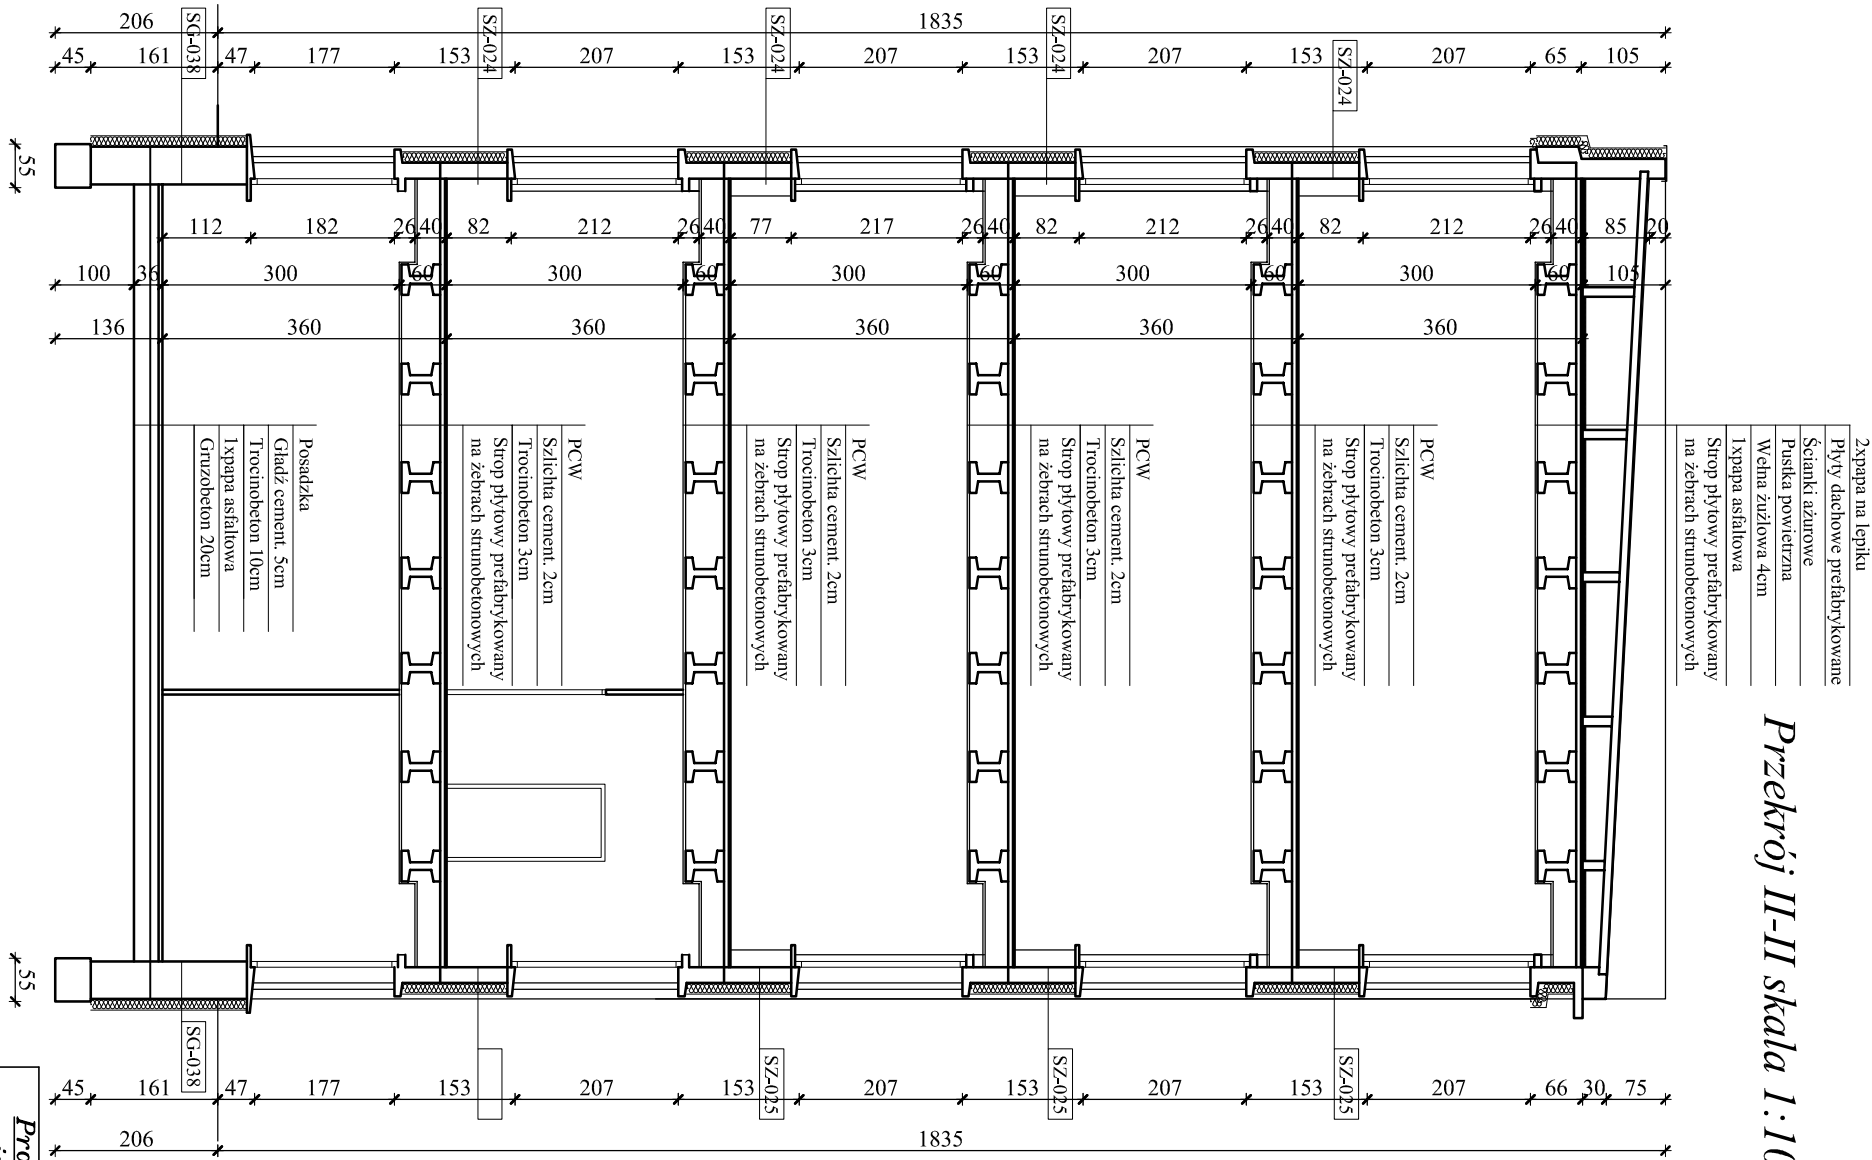 Przekrój II-II skala 1:10
2xpapa na lepiku
Płyty dachowe prefabrykowane
Ścianki ażurowe
Pustka powietrzna
Wełna żużlowa 4cm
1xpapa asfaltowa
Strop płytowy prefabrykowany
na żebrach strunobetonowych
PCW
Szlichta cement. 2cm
Trocinobeton 3cm
Strop płytowy prefabrykowany
na żebrach strunobetonowych
PCW
Szlichta cement. 2cm
Trocinobeton 3cm
Strop płytowy prefabrykowany
na żebrach strunobetonowych
PCW
Szlichta cement. 2cm
Trocinobeton 3cm
Strop płytowy prefabrykowany
na żebrach strunobetonowych
PCW
Szlichta cement. 2cm
Trocinobeton 3cm
Strop płytowy prefabrykowany
na żebrach strunobetonowych
Posadzka
Gładź cement. 5cm
Trocinobeton 10cm
1xpapa asfaltowa
Gruzobeton 20cm
206 1835
45 161 47 177 153 207 153 207 153 207 153 207 65 105
SG-038 SZ-024 SZ-024 SZ-024 SZ-024
55
112 182 26 40 82 212 26 40 77 217 26 40 82 212 26 40 82 212 26 40 85 20
100 36 300 60 300 60 300 60 300 60 300 60 105
136 360 360 360 360 360
55
SG-038 SZ-025 SZ-025 SZ-025
45 161 47 177 153 207 153 207 153 207 153 207 66 30 75
206 1835